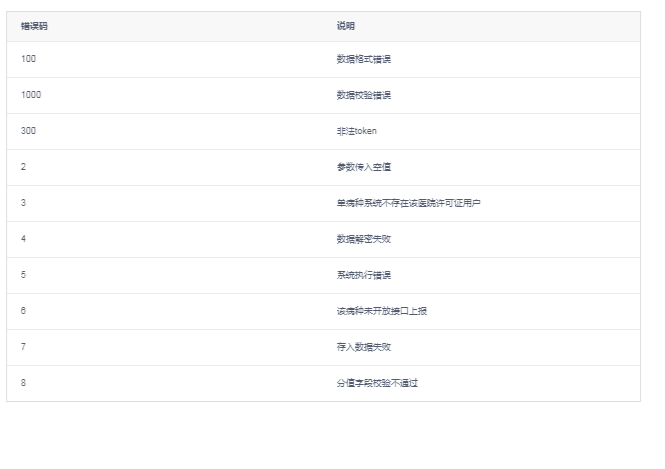 错误码 说明
100 数据格式错误
1000 数据校验错误
300 非法token
2 参数传入空值
3 单病种系统不存在该医院许可证用户
4 数据解密失败
5 系统执行错误
6 该病种未开放接口上报
7 存入数据失败
8 分值字段校验不通过